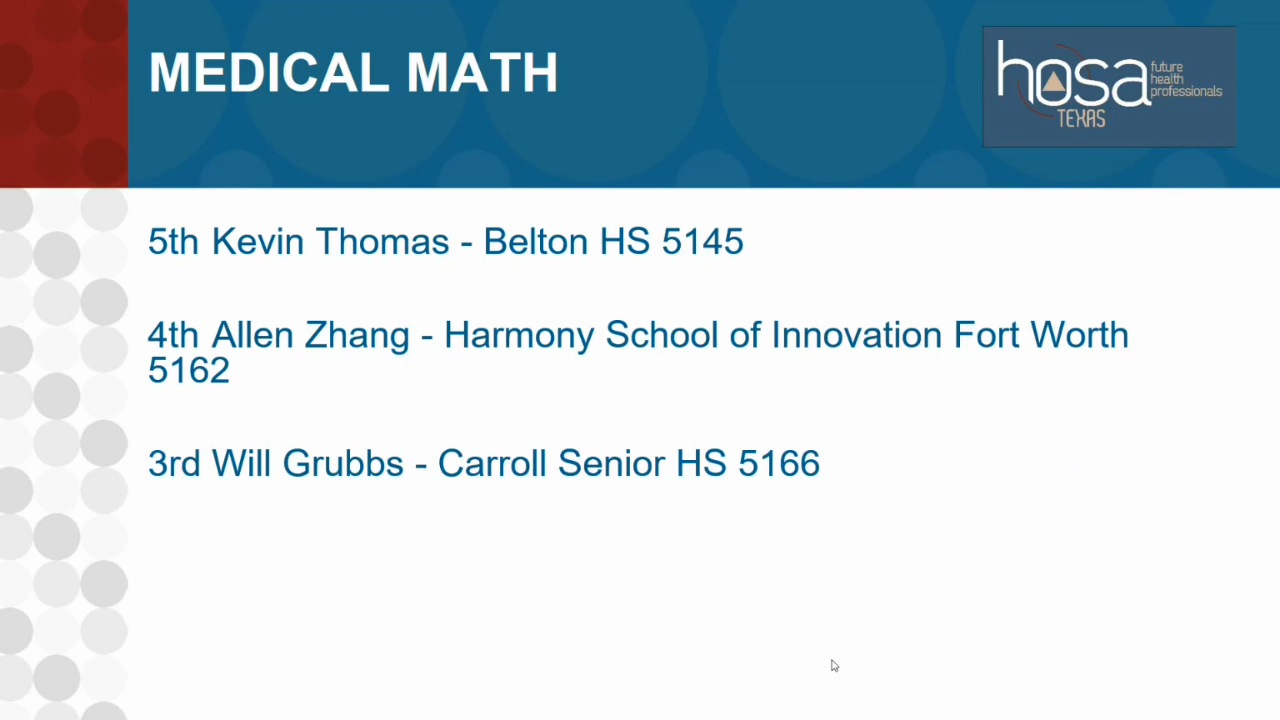 MEDICAL MATH
hosa
future
health
professionals
TEXAS
5th Kevin Thomas - Belton HS 5145
4th Allen Zhang - Harmony School of Innovation Fort Worth
5162
3rd Will Grubbs - Carroll Senior HS 5166